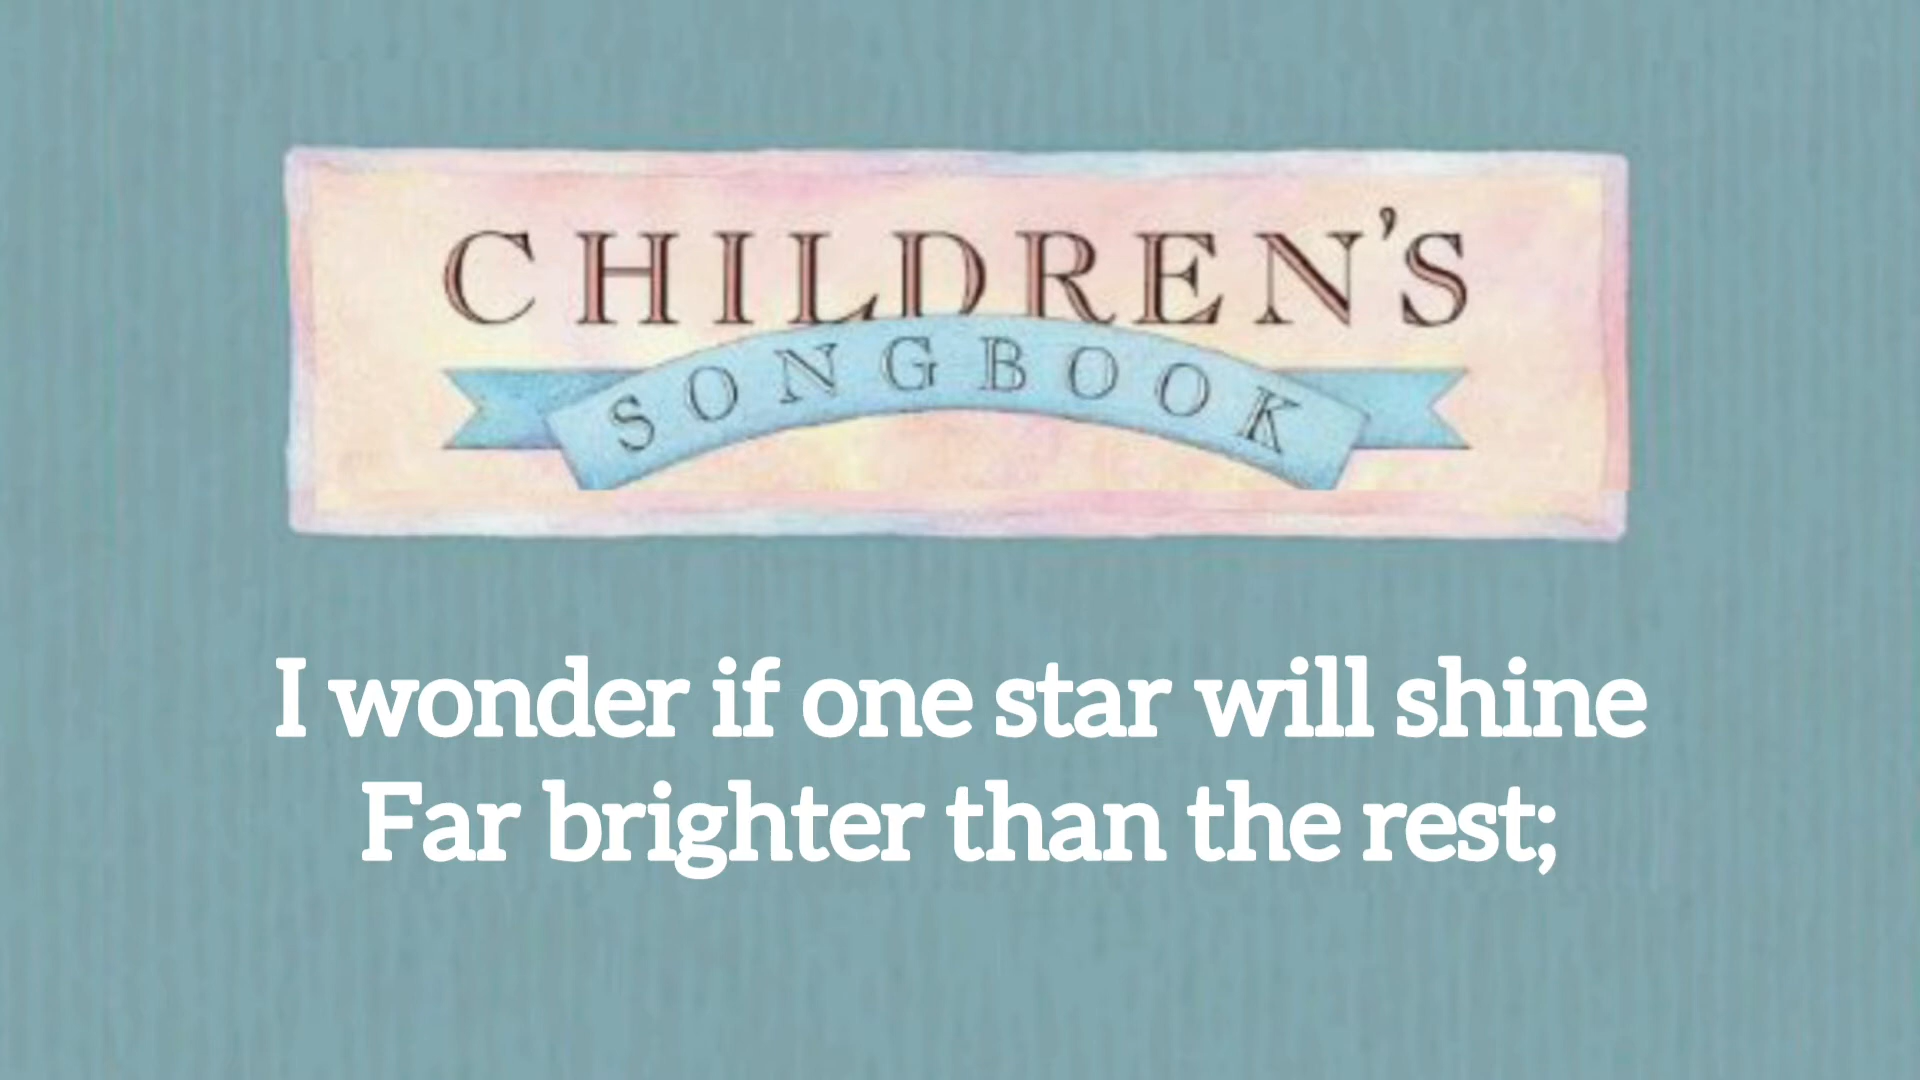 CHILDREN'S
SONGBOOK
I wonder if one star will shine
Far brighter than the rest;